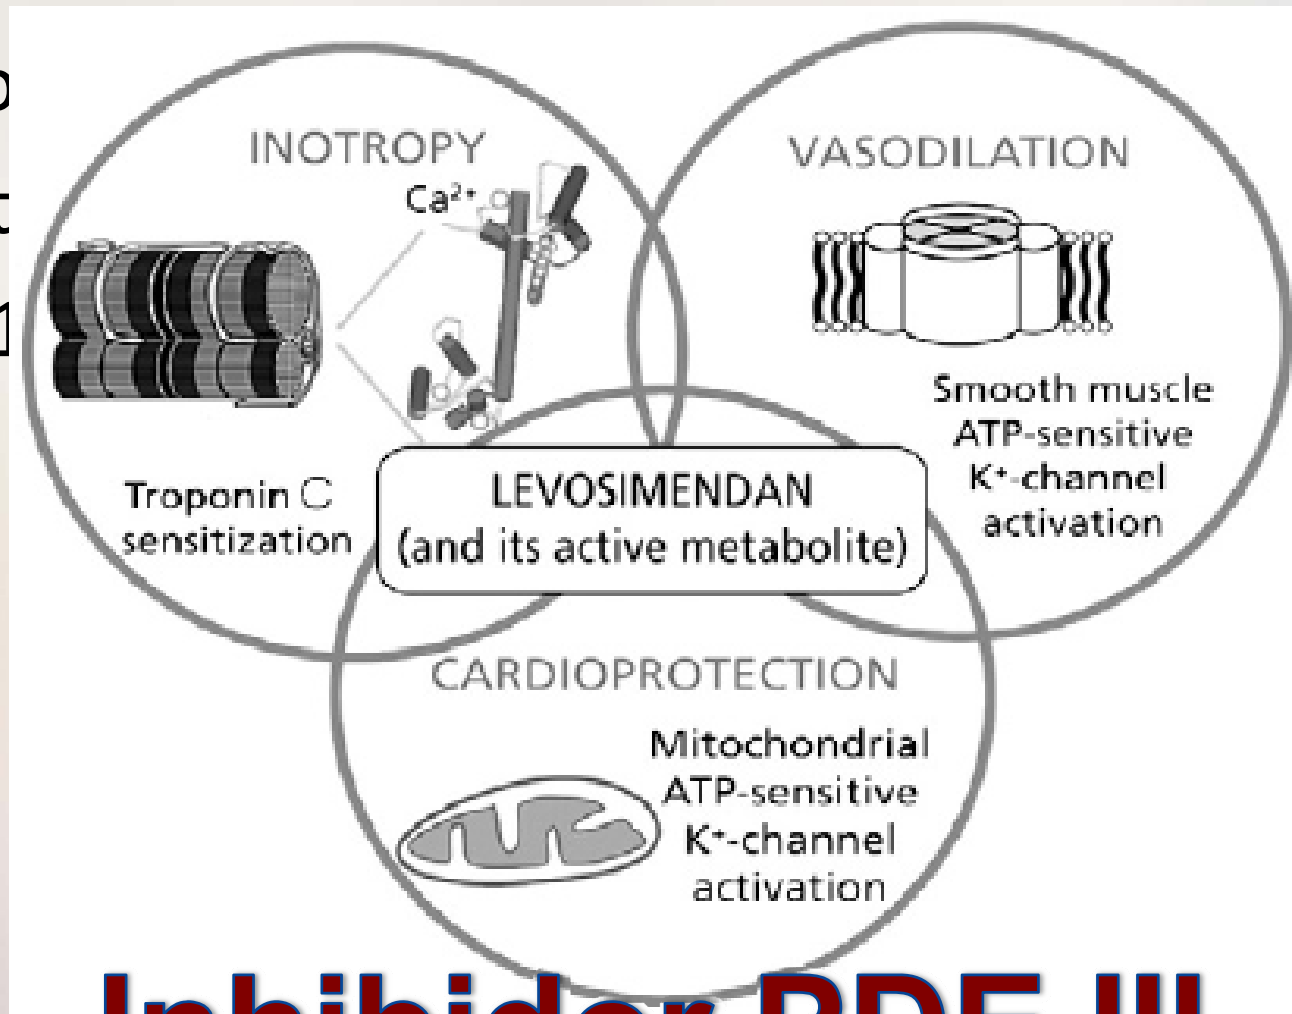 INOTROPY
Ca²⁺
Troponin C
sensitization
VASODILATION
Smooth muscle
ATP-sensitive
K⁺-channel
activation
LEVOSIMENDAN
(and its active metabolite)
CARDIOPROTECTION
Mitochondrial
ATP-sensitive
K⁺-channel
activation
Inhibidor PDE III